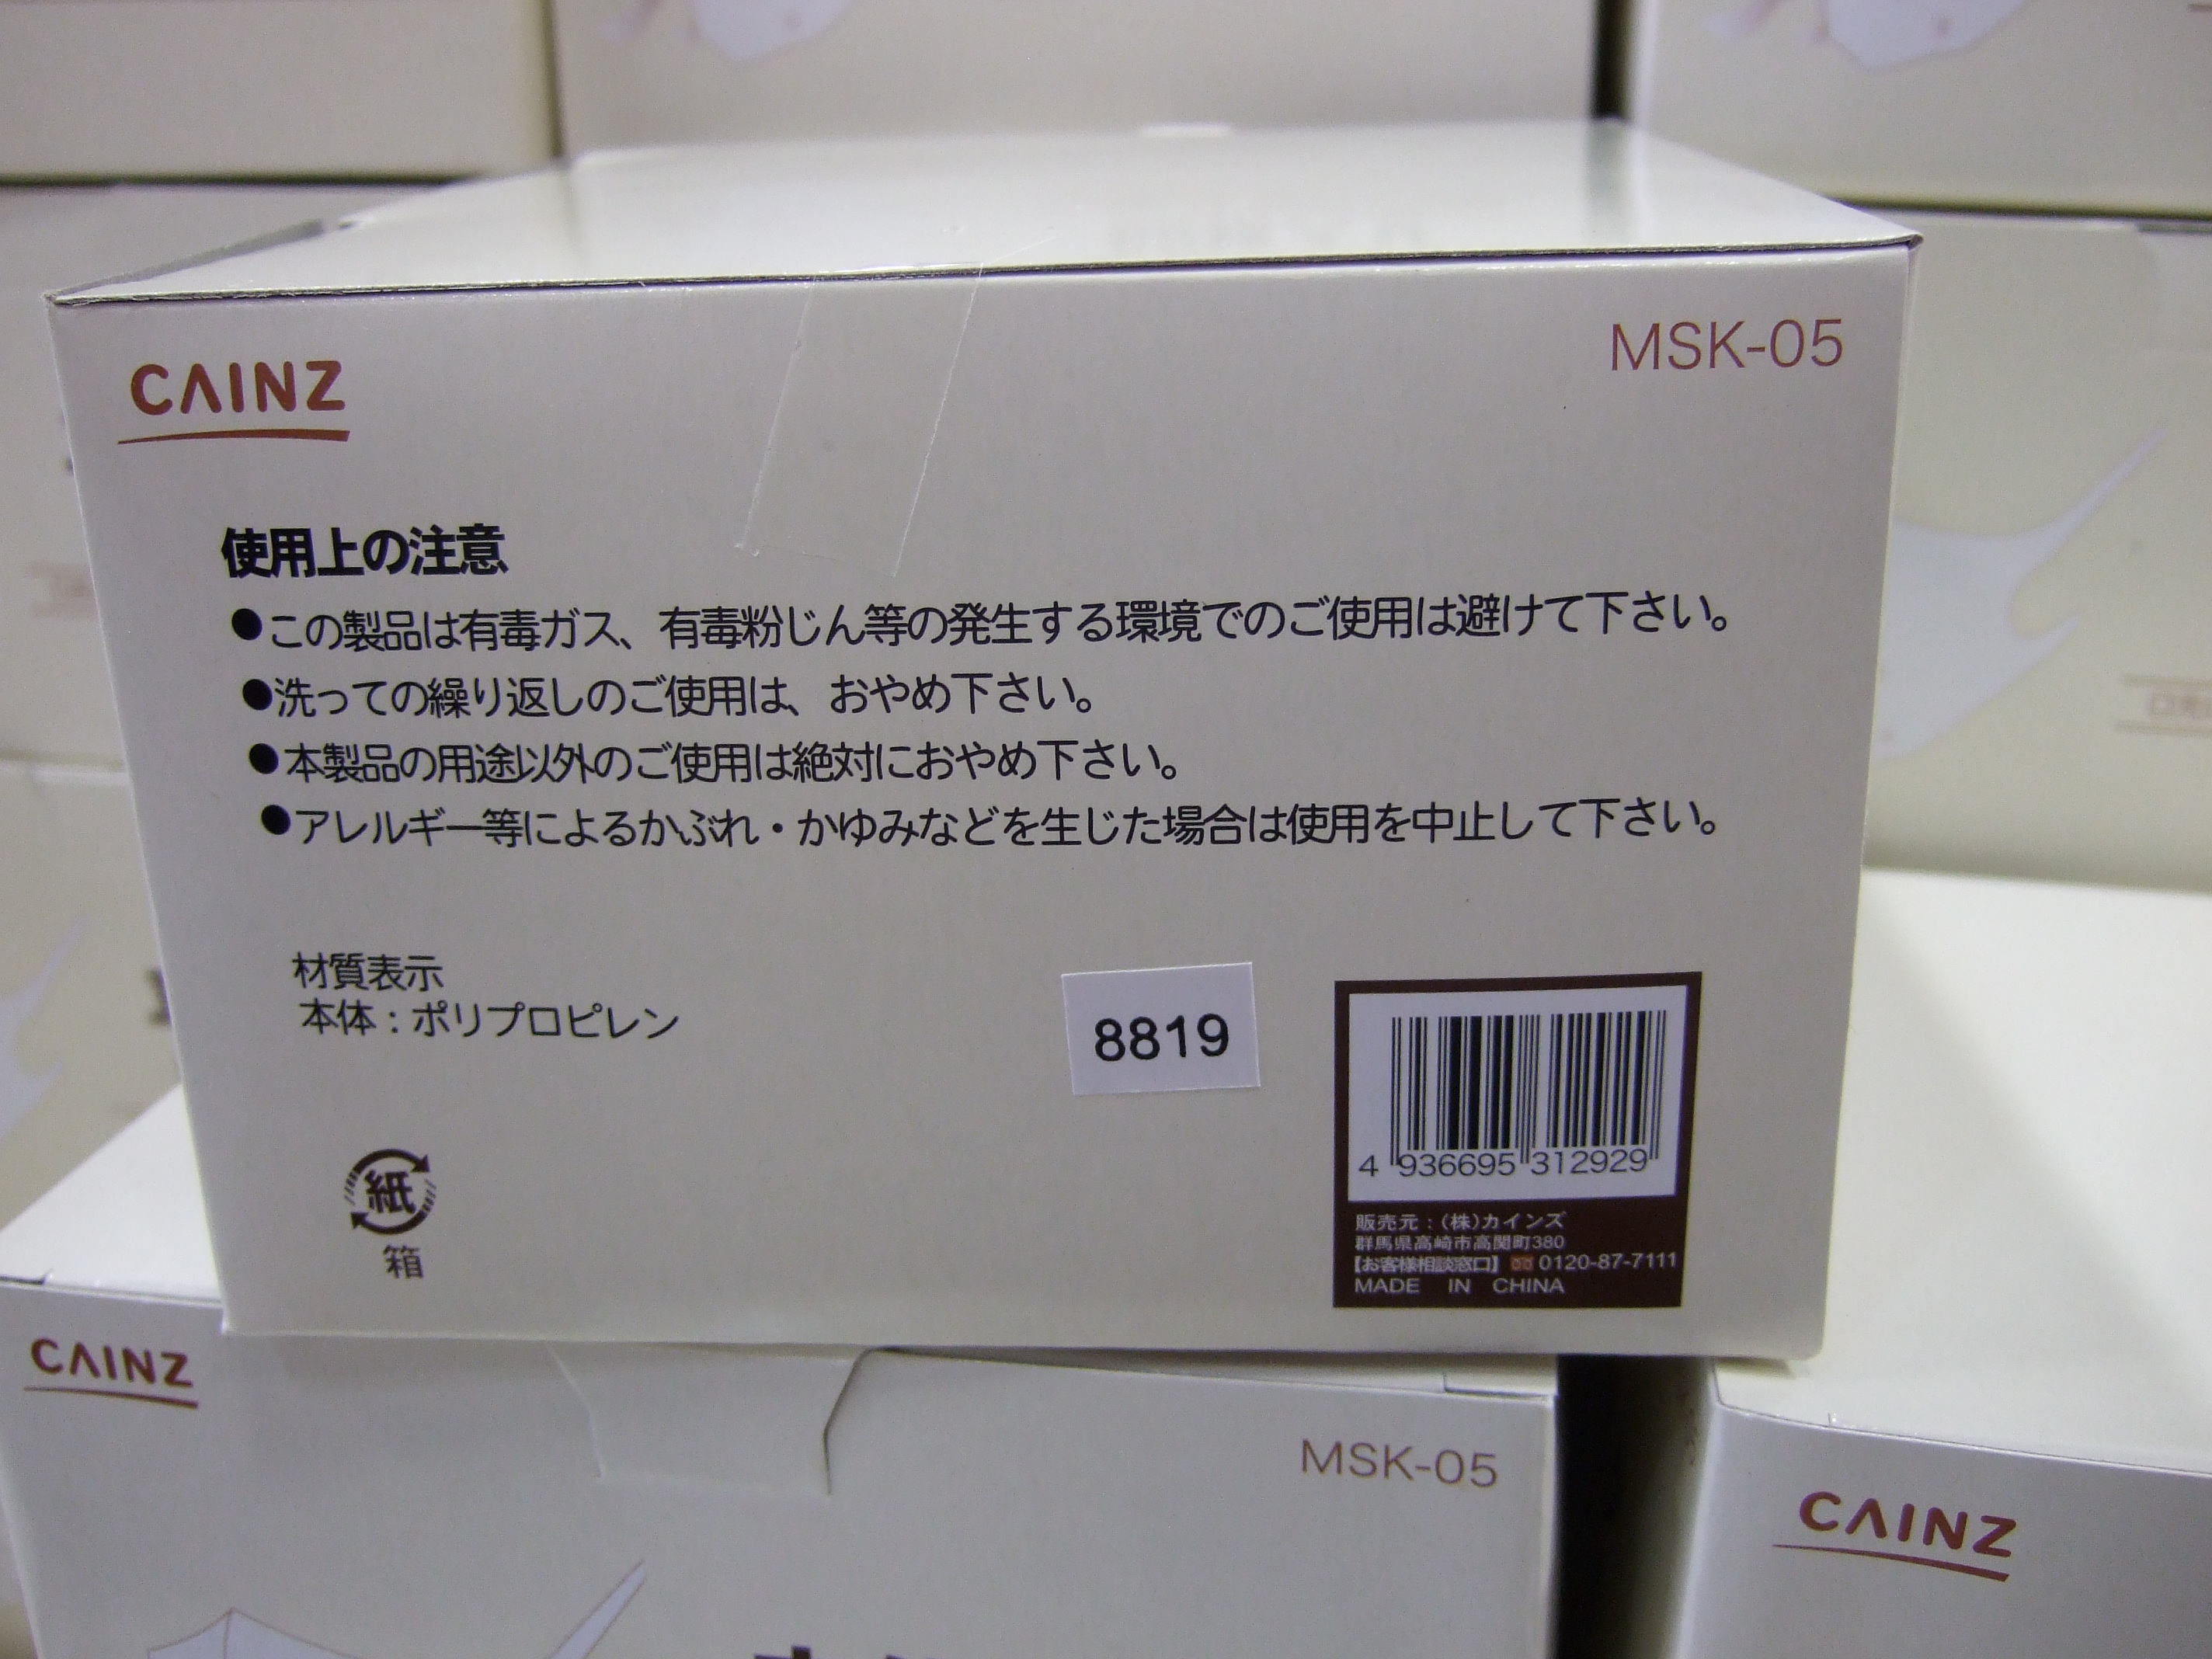 CAINZ
MSK-05
使用上の注意
●この製品は有毒ガス、有毒粉じん等の発生する環境でのご使用は避けて下さい。
●洗っての繰り返しのご使用は、おやめ下さい。
●本製品の用途以外のご使用は絶対におやめ下さい。
●アレルギー等によるかぶれ・かゆみなどを生じた場合は使用を中止して下さい。
材質表示
本体：ポリプロピレン
8819
4 936695 312929
紙
箱
販売元：（株）カインズ
群馬県高崎市高関町380
【お客様相談窓口】 0120-87-7111
MADE IN CHINA
CAINZ
MSK-05
CAINZ